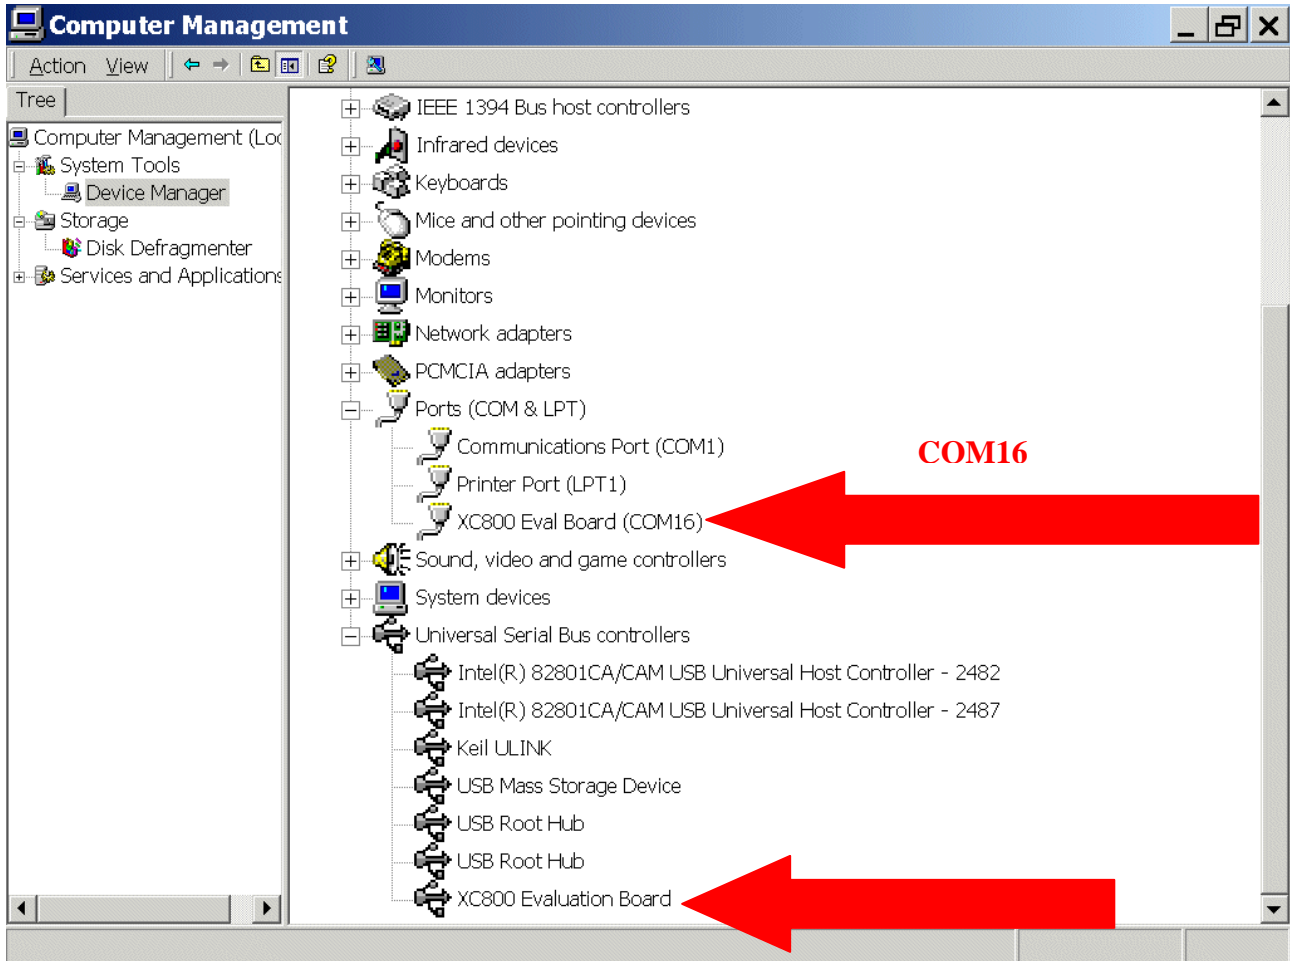 Computer Management
Action View
Tree
Computer Management (Loc
System Tools
Device Manager
Storage
Disk Defragmenter
Services and Applications
IEEE 1394 Bus host controllers
Infrared devices
Keyboards
Mice and other pointing devices
Modems
Monitors
Network adapters
PCMCIA adapters
Ports (COM & LPT)
Communications Port (COM1)
COM16
Printer Port (LPT1)
XC800 Eval Board (COM16)
Sound, video and game controllers
System devices
Universal Serial Bus controllers
Intel(R) 82801CA/CAM USB Universal Host Controller - 2482
Intel(R) 82801CA/CAM USB Universal Host Controller - 2487
Keil ULINK
USB Mass Storage Device
USB Root Hub
USB Root Hub
XC800 Evaluation Board